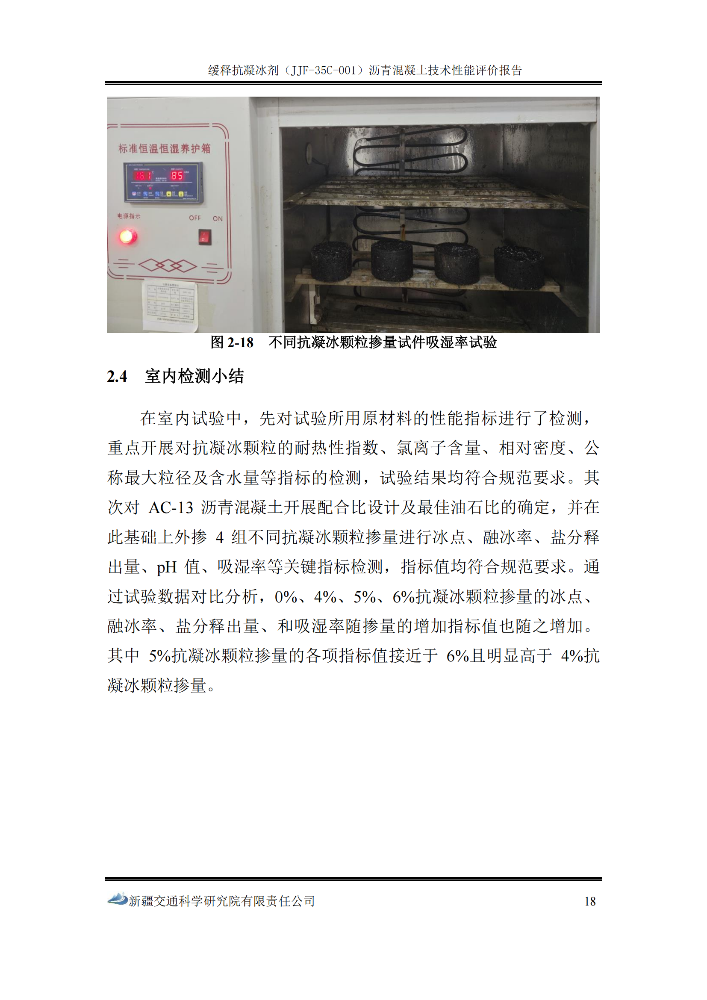 缓释抗凝冰剂（JJF-35C-001）沥青混凝土技术性能评价报告
标准恒温恒湿养护箱
16.1 85
电源指示 OFF ON
图 2-18 不同抗凝冰颗粒掺量试件吸湿率试验
2.4 室内检测小结
在室内试验中，先对试验所用原材料的性能指标进行了检测，
重点开展对抗凝冰颗粒的耐热性指数、氯离子含量、相对密度、公
称最大粒径及含水量等指标的检测，试验结果均符合规范要求。其
次对 AC-13 沥青混凝土开展配合比设计及最佳油石比的确定，并在
此基础上外掺 4 组不同抗凝冰颗粒掺量进行冰点、融冰率、盐分释
出量、pH 值、吸湿率等关键指标检测，指标值均符合规范要求。通
过试验数据对比分析，0%、4%、5%、6%抗凝冰颗粒掺量的冰点、
融冰率、盐分释出量、和吸湿率随掺量的增加指标值也随之增加。
其中 5%抗凝冰颗粒掺量的各项指标值接近于 6%且明显高于 4%抗
凝冰颗粒掺量。
新疆交通科学研究院有限责任公司 18